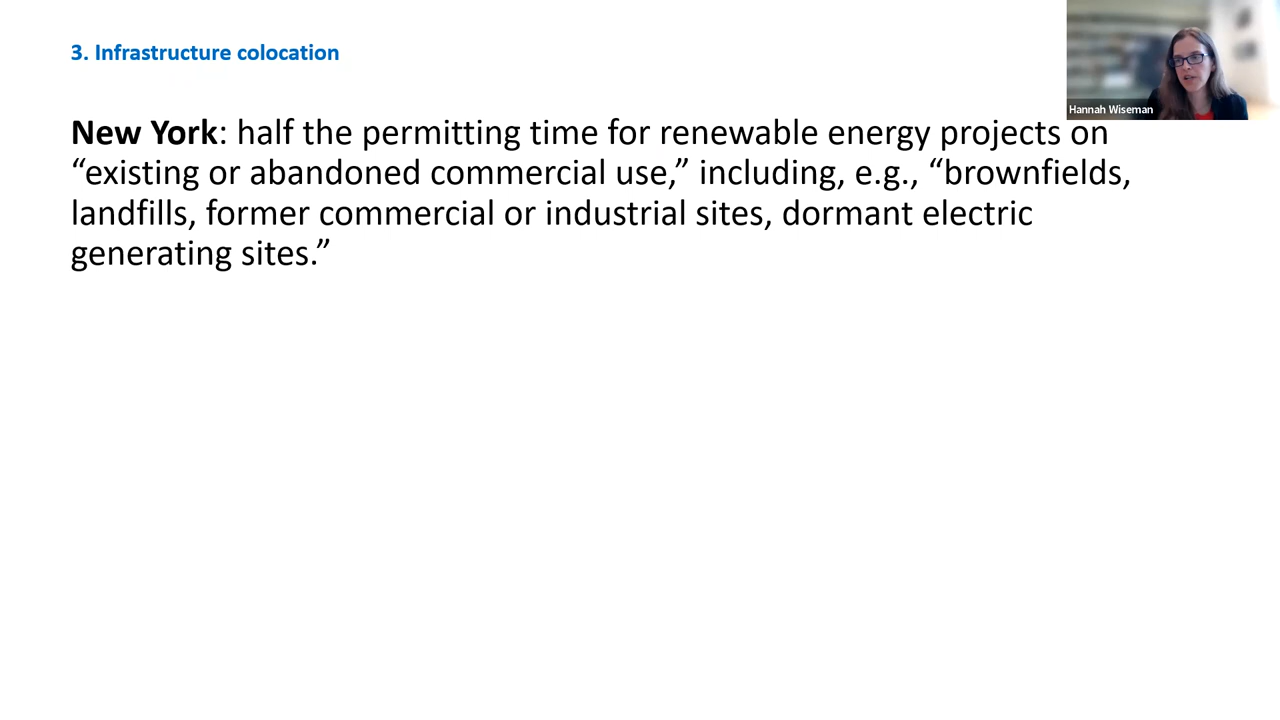 3. Infrastructure colocation
Hannah Wiseman
New York: half the permitting time for renewable energy projects on
“existing or abandoned commercial use,” including, e.g., “brownfields,
landfills, former commercial or industrial sites, dormant electric
generating sites.”